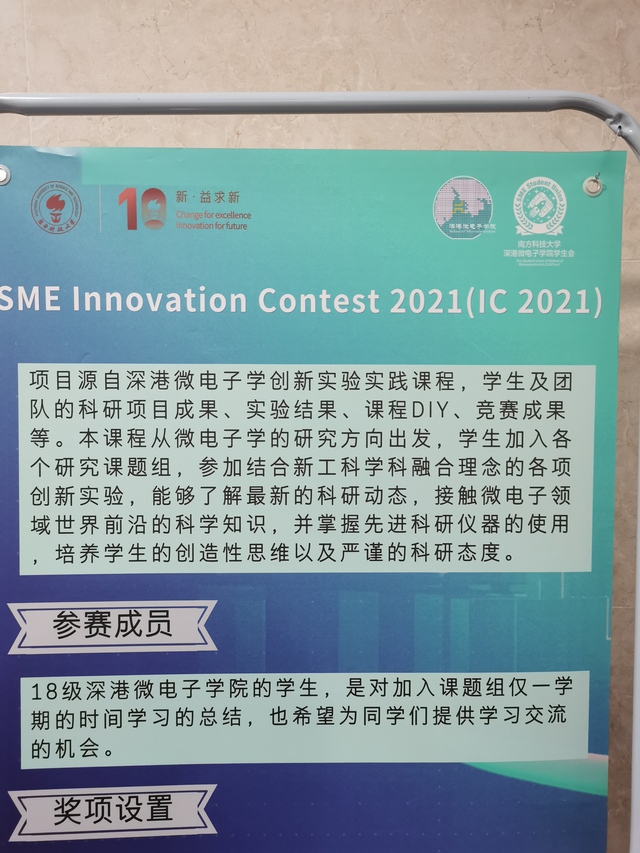 10
新·益求新
Change for excellence
Innovation for future
南方科技大学
深港微电子学院学生会
SME Innovation Contest 2021(IC 2021)
项目源自深港微电子学创新实验实践课程，学生及团
队的科研项目成果、实验结果、课程DIY、竞赛成果
等。本课程从微电子学的研究方向出发，学生加入各
个研究课题组，参加结合新工科学科融合理念的各项
创新实验，能够了解最新的科研动态，接触微电子领
域世界前沿的科学知识，并掌握先进科研仪器的使用
，培养学生的创造性思维以及严谨的科研态度。
参赛成员
18级深港微电子学院的学生，是对加入课题组仅一学
期的时间学习的总结，也希望为同学们提供学习交流
的机会。
奖项设置